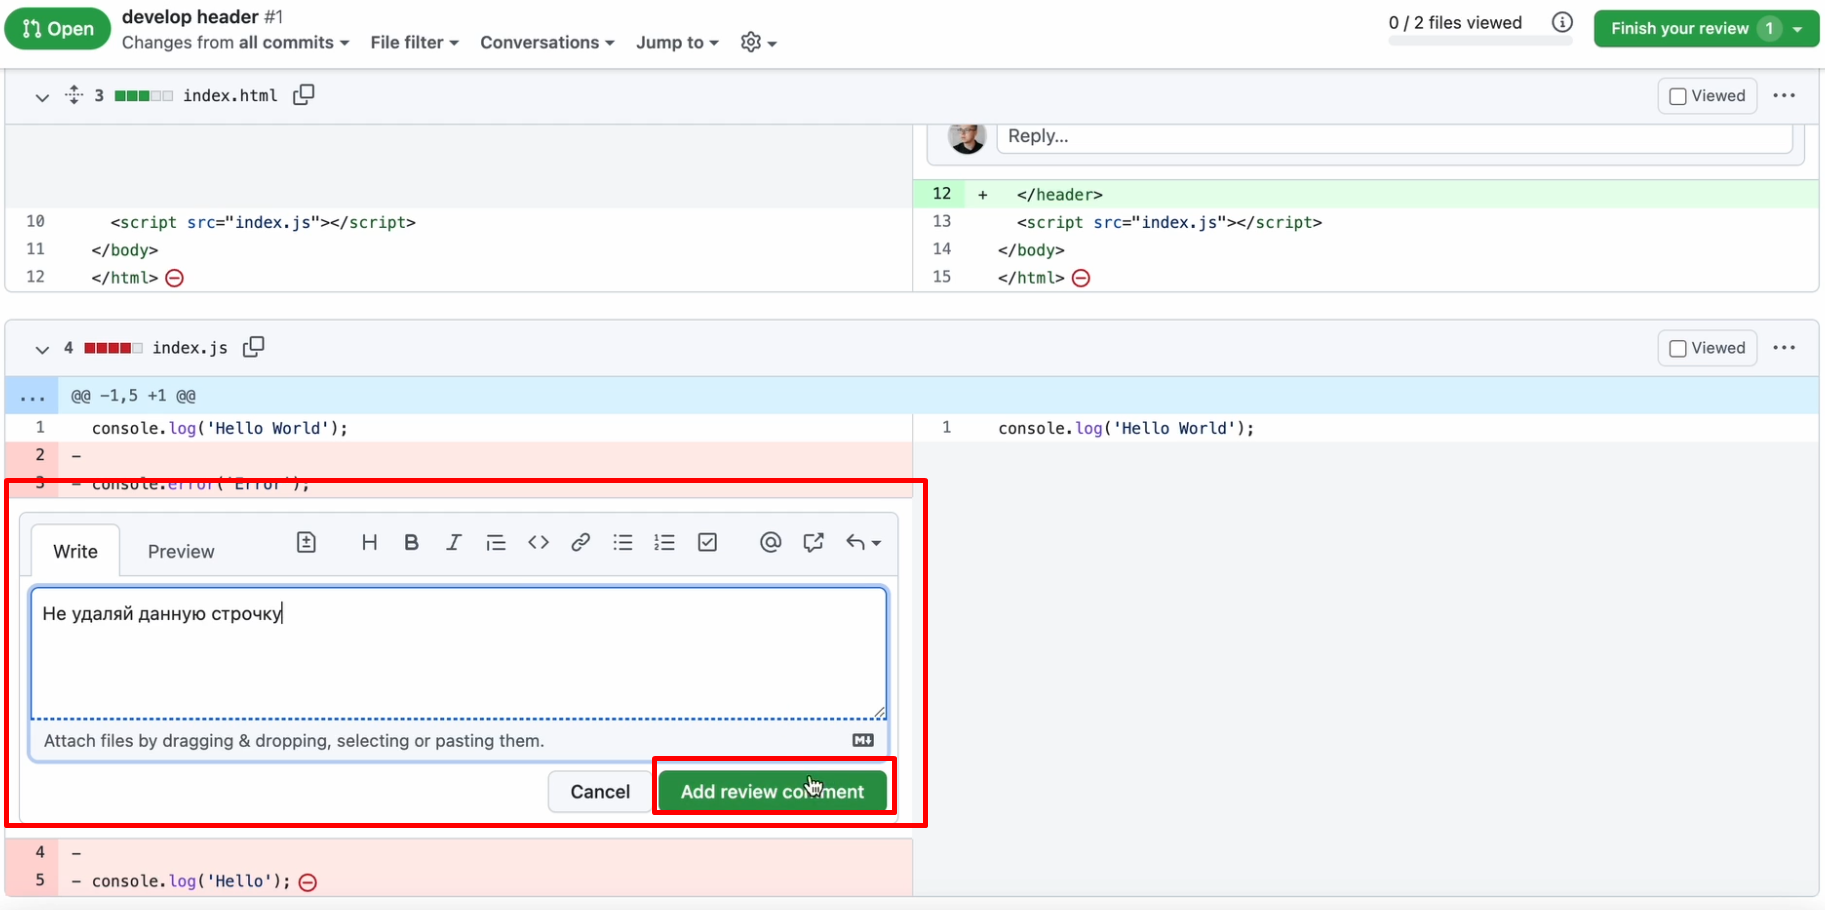 Open
develop header #1
Changes from all commits File filter Conversations Jump to
0 / 2 files viewed
Finish your review 1
3 index.html
Viewed
Reply...
12 + </header>
10 <script src="index.js"></script>
13 <script src="index.js"></script>
11 </body>
14 </body>
12 </html>
15 </html>
4 index.js
Viewed
... @@ -1,5 +1 @@
1 console.log('Hello World');
1 console.log('Hello World');
2 -
3 - console.error('Error');
Write Preview
Не удаляй данную строчку
Attach files by dragging & dropping, selecting or pasting them.
Cancel Add review comment
4 -
5 - console.log('Hello');